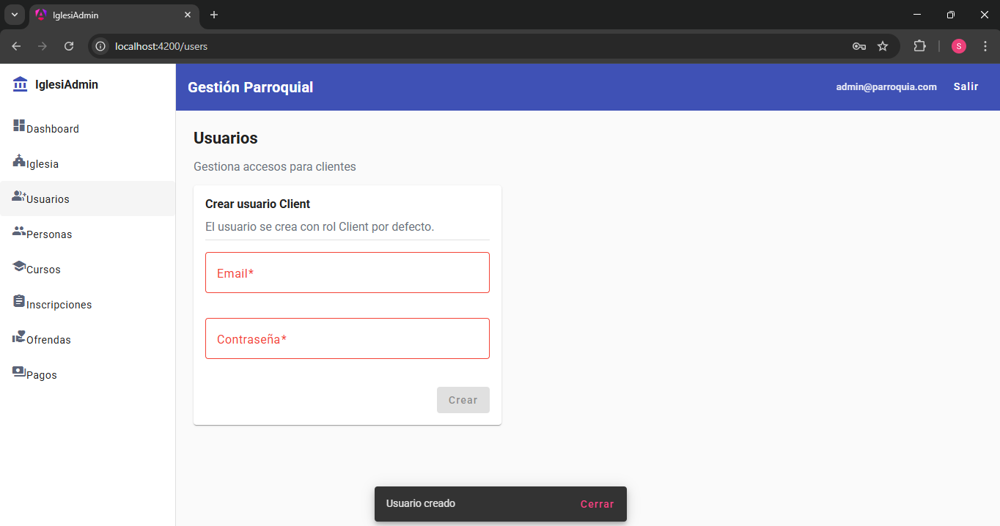 IglesiAdmin
localhost:4200/users
S
IglesiAdmin
Gestión Parroquial
admin@parroquia.com
Salir
Dashboard
Iglesia
Usuarios
Personas
Cursos
Inscripciones
Ofrendas
Pagos
Usuarios
Gestiona accesos para clientes
Crear usuario Client
El usuario se crea con rol Client por defecto.
Email*
Contraseña*
Crear
Usuario creado
Cerrar